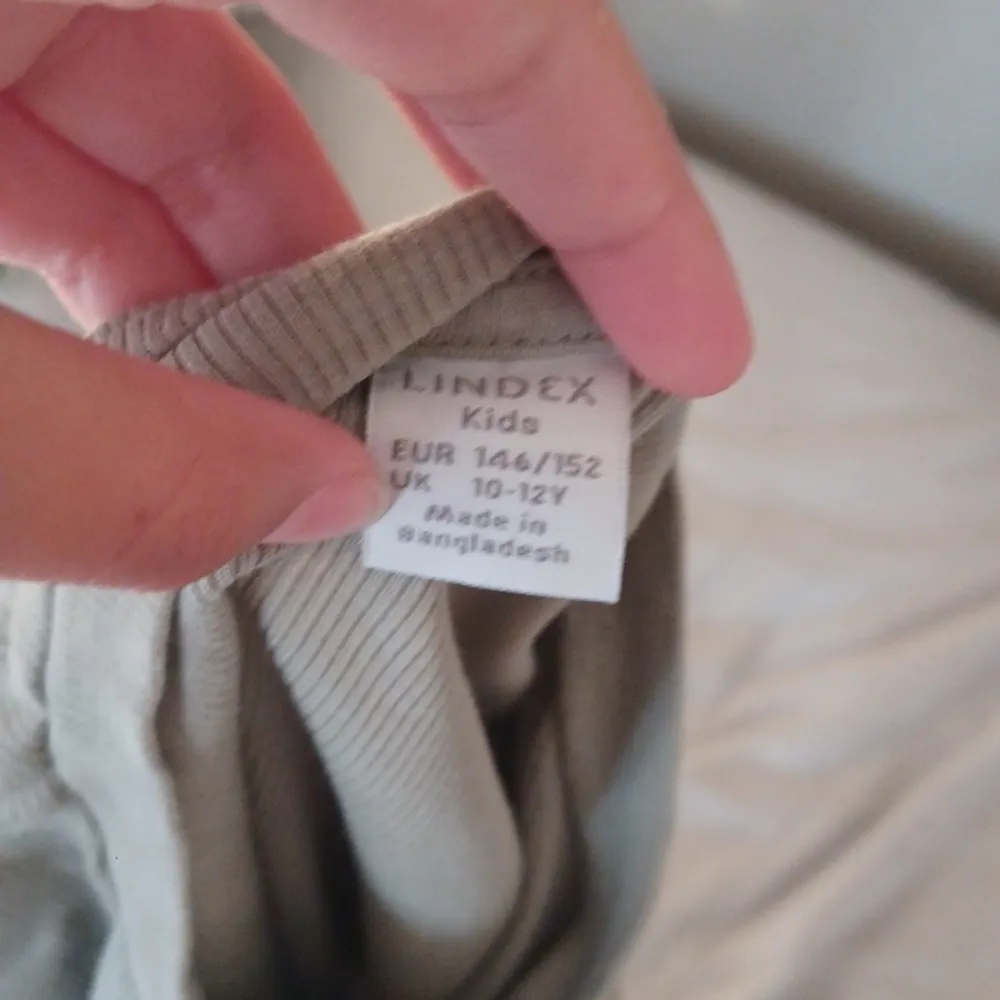 LINDEX
Kids
EUR 146/152
UK 10-12Y
Made in
Bangladesh